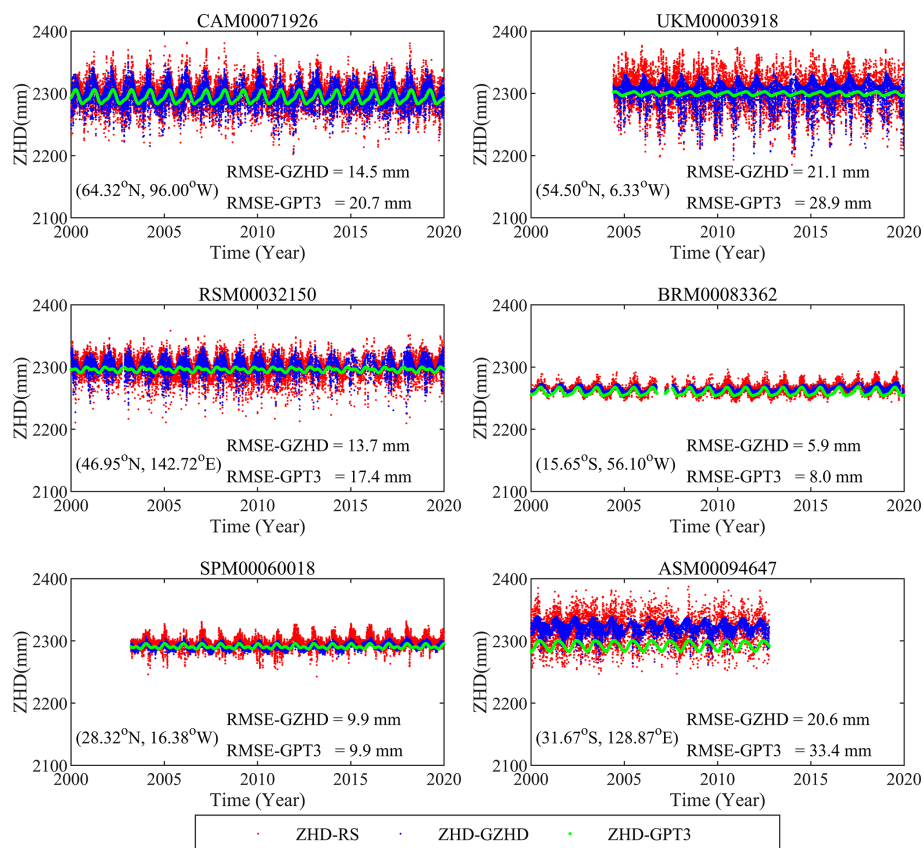 CAM00071926
2400
2300
2200
2100
ZHD(mm)
RMSE-GZHD = 14.5 mm
(64.32°N, 96.00°W)
RMSE-GPT3 = 20.7 mm
2000 2005 2010 2015 2020
Time (Year)
UKM00003918
2400
2300
2200
2100
ZHD(mm)
RMSE-GZHD = 21.1 mm
(54.50°N, 6.33°W)
RMSE-GPT3 = 28.9 mm
2000 2005 2010 2015 2020
Time (Year)
RSM00032150
2400
2300
2200
2100
ZHD(mm)
RMSE-GZHD = 13.7 mm
(46.95°N, 142.72°E)
RMSE-GPT3 = 17.4 mm
2000 2005 2010 2015 2020
Time (Year)
BRM00083362
2400
2300
2200
2100
ZHD(mm)
RMSE-GZHD = 5.9 mm
(15.65°S, 56.10°W)
RMSE-GPT3 = 8.0 mm
2000 2005 2010 2015 2020
Time (Year)
SPM00060018
2400
2300
2200
2100
ZHD(mm)
RMSE-GZHD = 9.9 mm
(28.32°N, 16.38°W)
RMSE-GPT3 = 9.9 mm
2000 2005 2010 2015 2020
Time (Year)
ASM00094647
2400
2300
2200
2100
ZHD(mm)
RMSE-GZHD = 20.6 mm
(31.67°S, 128.87°E)
RMSE-GPT3 = 33.4 mm
2000 2005 2010 2015 2020
Time (Year)
ZHD-RS ZHD-GZHD ZHD-GPT3